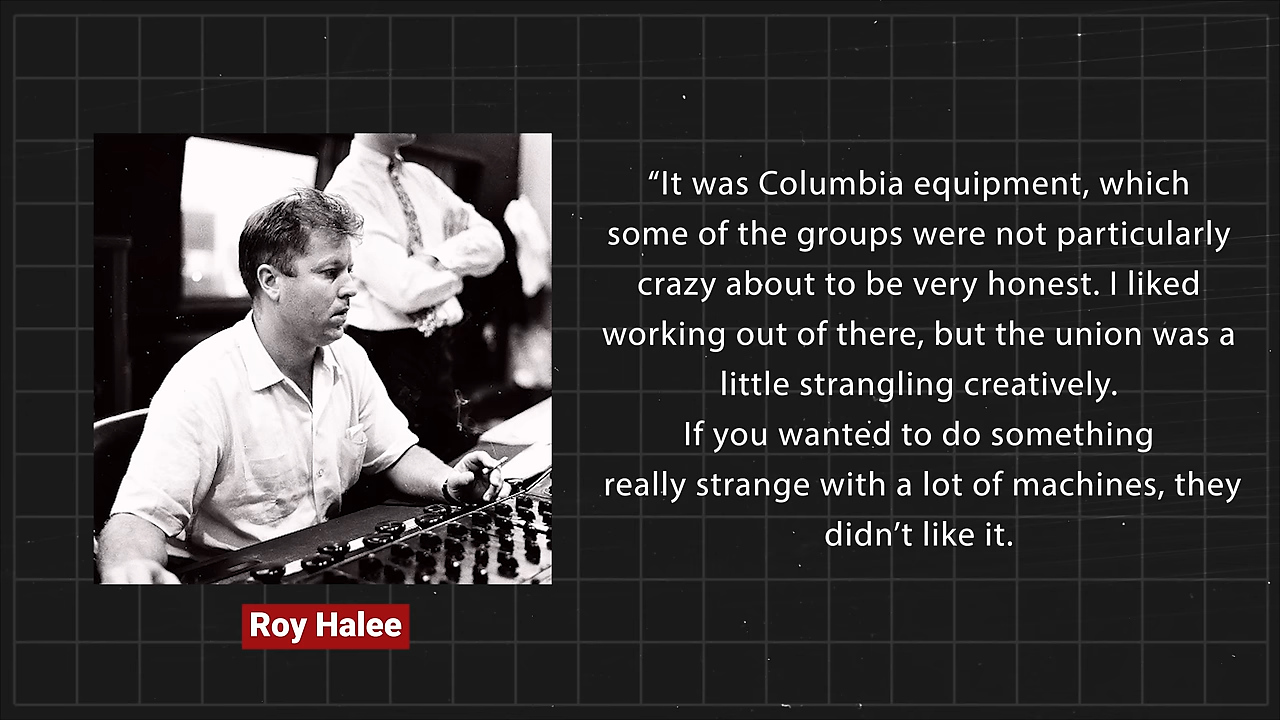 “It was Columbia equipment, which
some of the groups were not particularly
crazy about to be very honest. I liked
working out of there, but the union was a
little strangling creatively.
If you wanted to do something
really strange with a lot of machines, they
didn’t like it.
Roy Halee